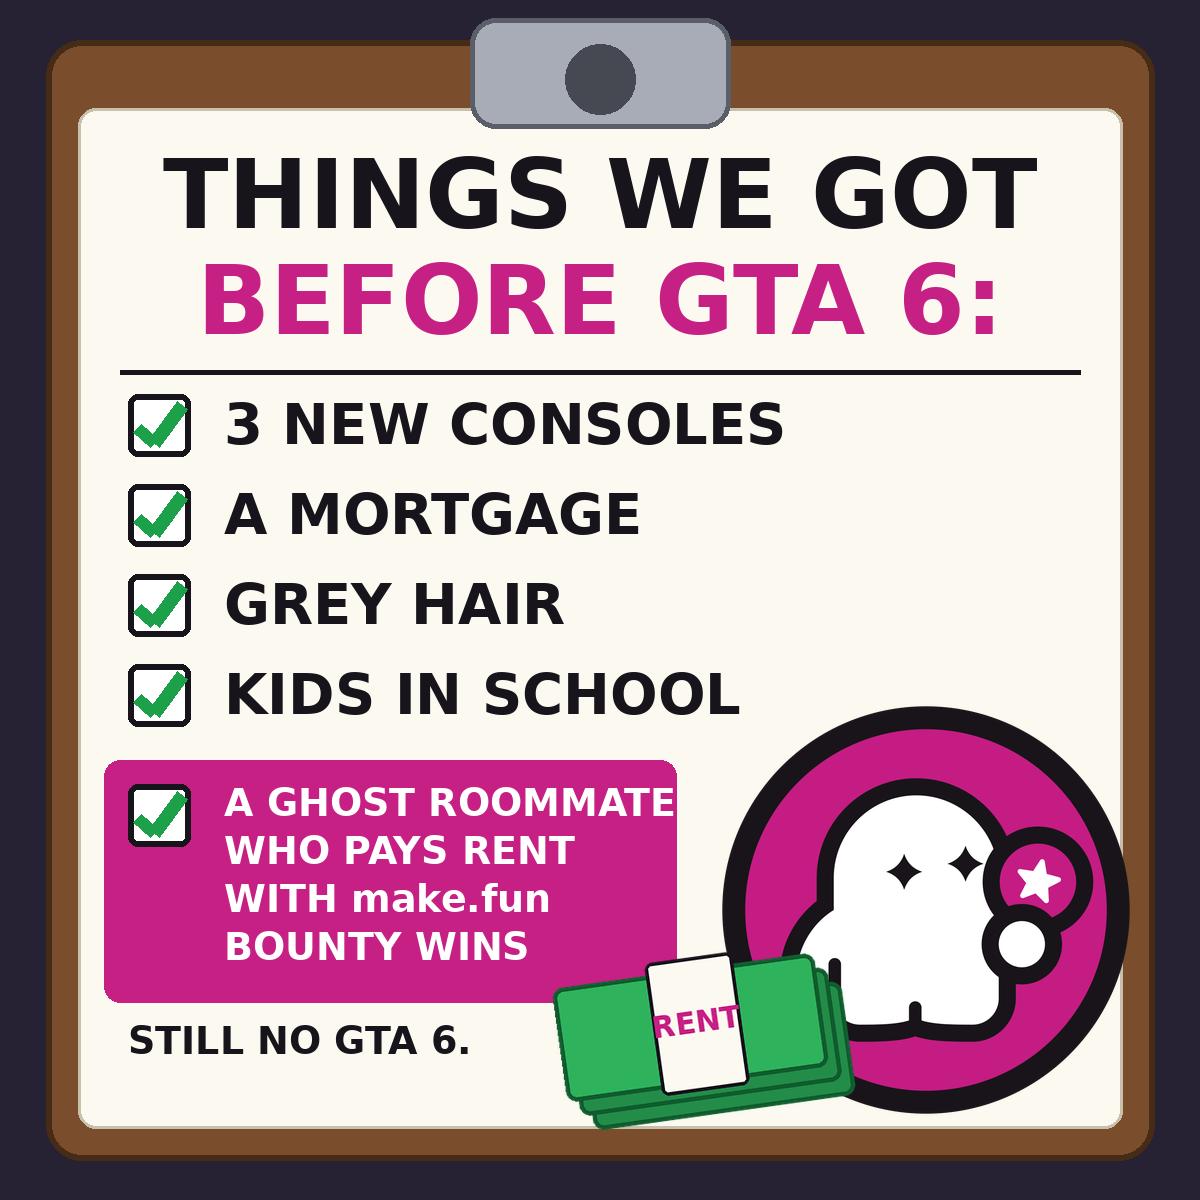 THINGS WE GOT
BEFORE GTA 6:
3 NEW CONSOLES
A MORTGAGE
GREY HAIR
KIDS IN SCHOOL
A GHOST ROOMMATE
WHO PAYS RENT
WITH make.fun
BOUNTY WINS
RENT
STILL NO GTA 6.